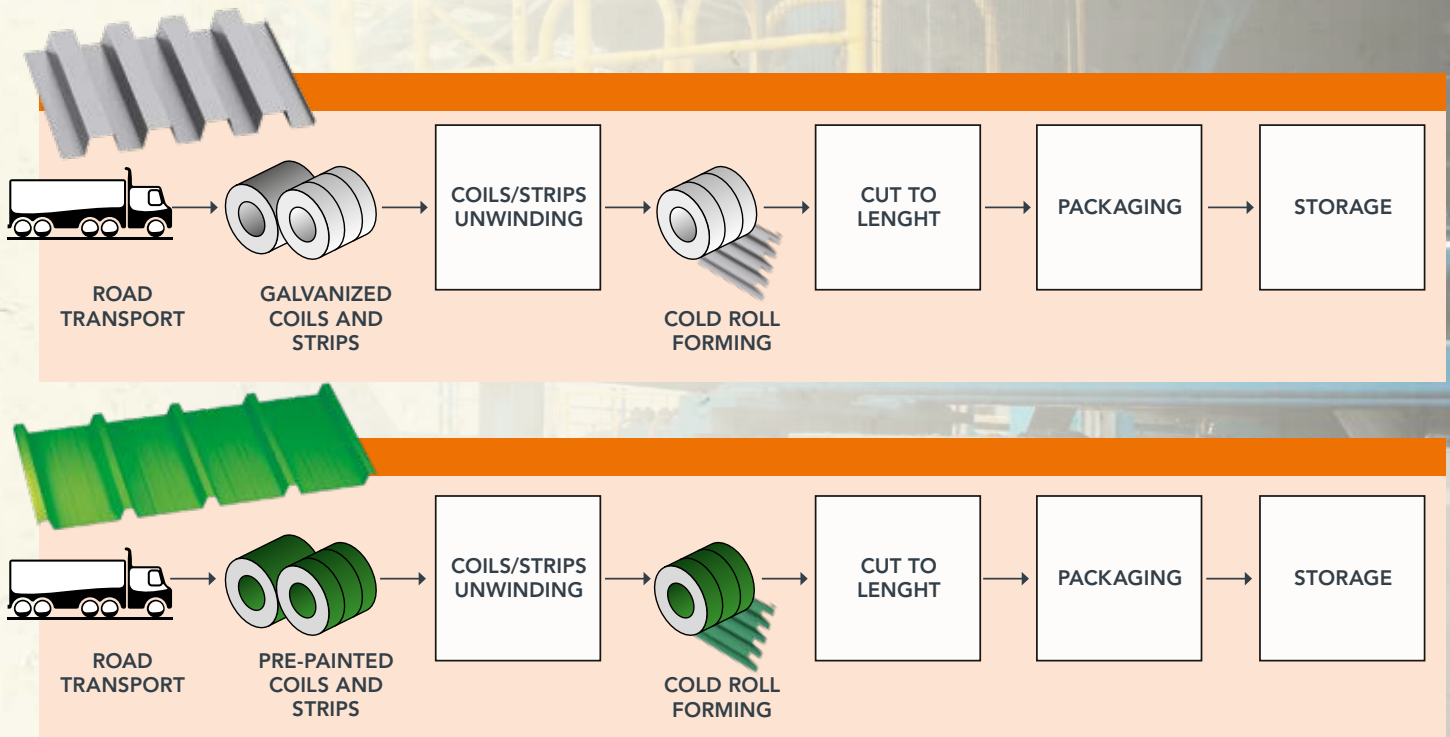 COILS/STRIPS
UNWINDING
CUT TO
LENGHT
PACKAGING
STORAGE
ROAD
TRANSPORT
GALVANIZED
COILS AND
STRIPS
COLD ROLL
FORMING
COILS/STRIPS
UNWINDING
CUT TO
LENGHT
PACKAGING
STORAGE
ROAD
TRANSPORT
PRE-PAINTED
COILS AND
STRIPS
COLD ROLL
FORMING